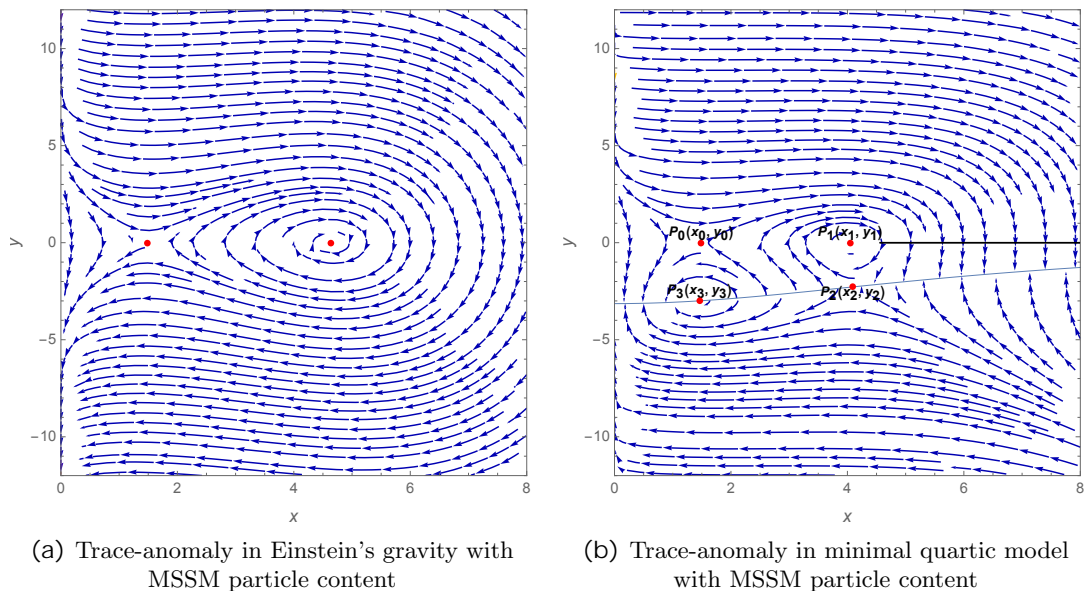 10
5
0
−5
−10
y
0
2
4
6
8
x
(a) Trace-anomaly in Einstein's gravity with
MSSM particle content
10
5
0
−5
−10
y
P0(x0, y0)
P1(x1, y1)
P3(x3, y3)
P2(x2, y2)
0
2
4
6
8
x
(b) Trace-anomaly in minimal quartic model
with MSSM particle content